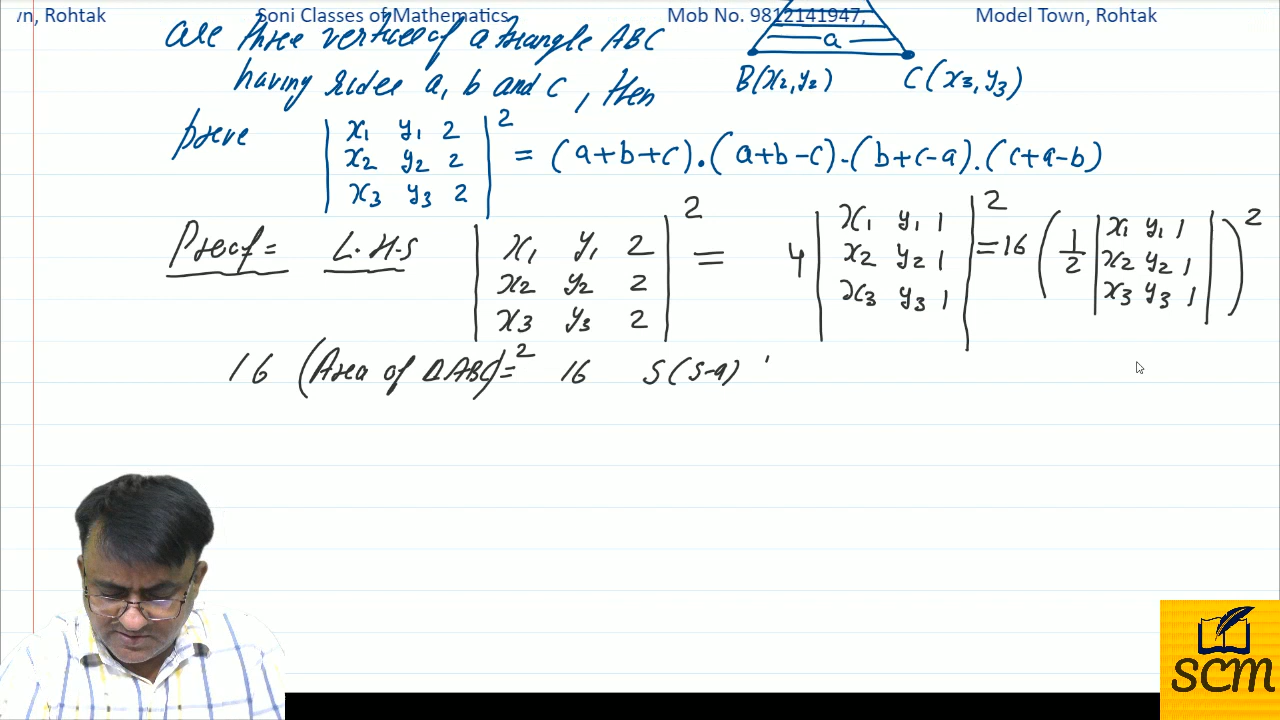 ın, Rohtak Soni Classes of Mathematics Mob No. 9812141947, Model Town, Rohtak
are three vertices of a triangle ABC
having sides a, b and c, then
a
B(x₂,y₂) C(x₃,y₃)
prove | x₁ y₁ 2 |²
| x₂ y₂ 2 | = (a+b+c).(a+b-c).(b+c-a).(c+a-b)
| x₃ y₃ 2 |
Proof = L.H.S | x₁ y₁ 2 |² = 4 | x₁ y₁ 1 |² = 16 ( 1/2 | x₁ y₁ 1 | )²
| x₂ y₂ 2 | | x₂ y₂ 1 | | x₂ y₂ 1 |
| x₃ y₃ 2 | | x₃ y₃ 1 | | x₃ y₃ 1 |
16 (Area of ΔABC)² = 16 S(S-a)
SCM